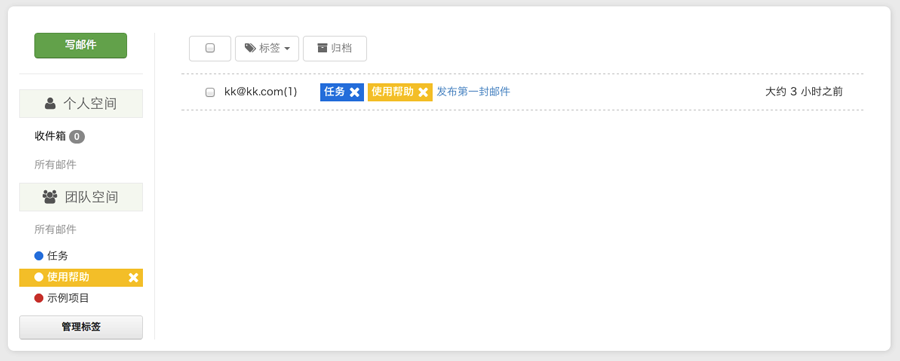 写邮件
个人空间
收件箱 0
所有邮件
团队空间
所有邮件
任务
使用帮助
示例项目
管理标签
标签 归档
kk@kk.com(1) 任务 使用帮助 发布第一封邮件 大约 3 小时之前